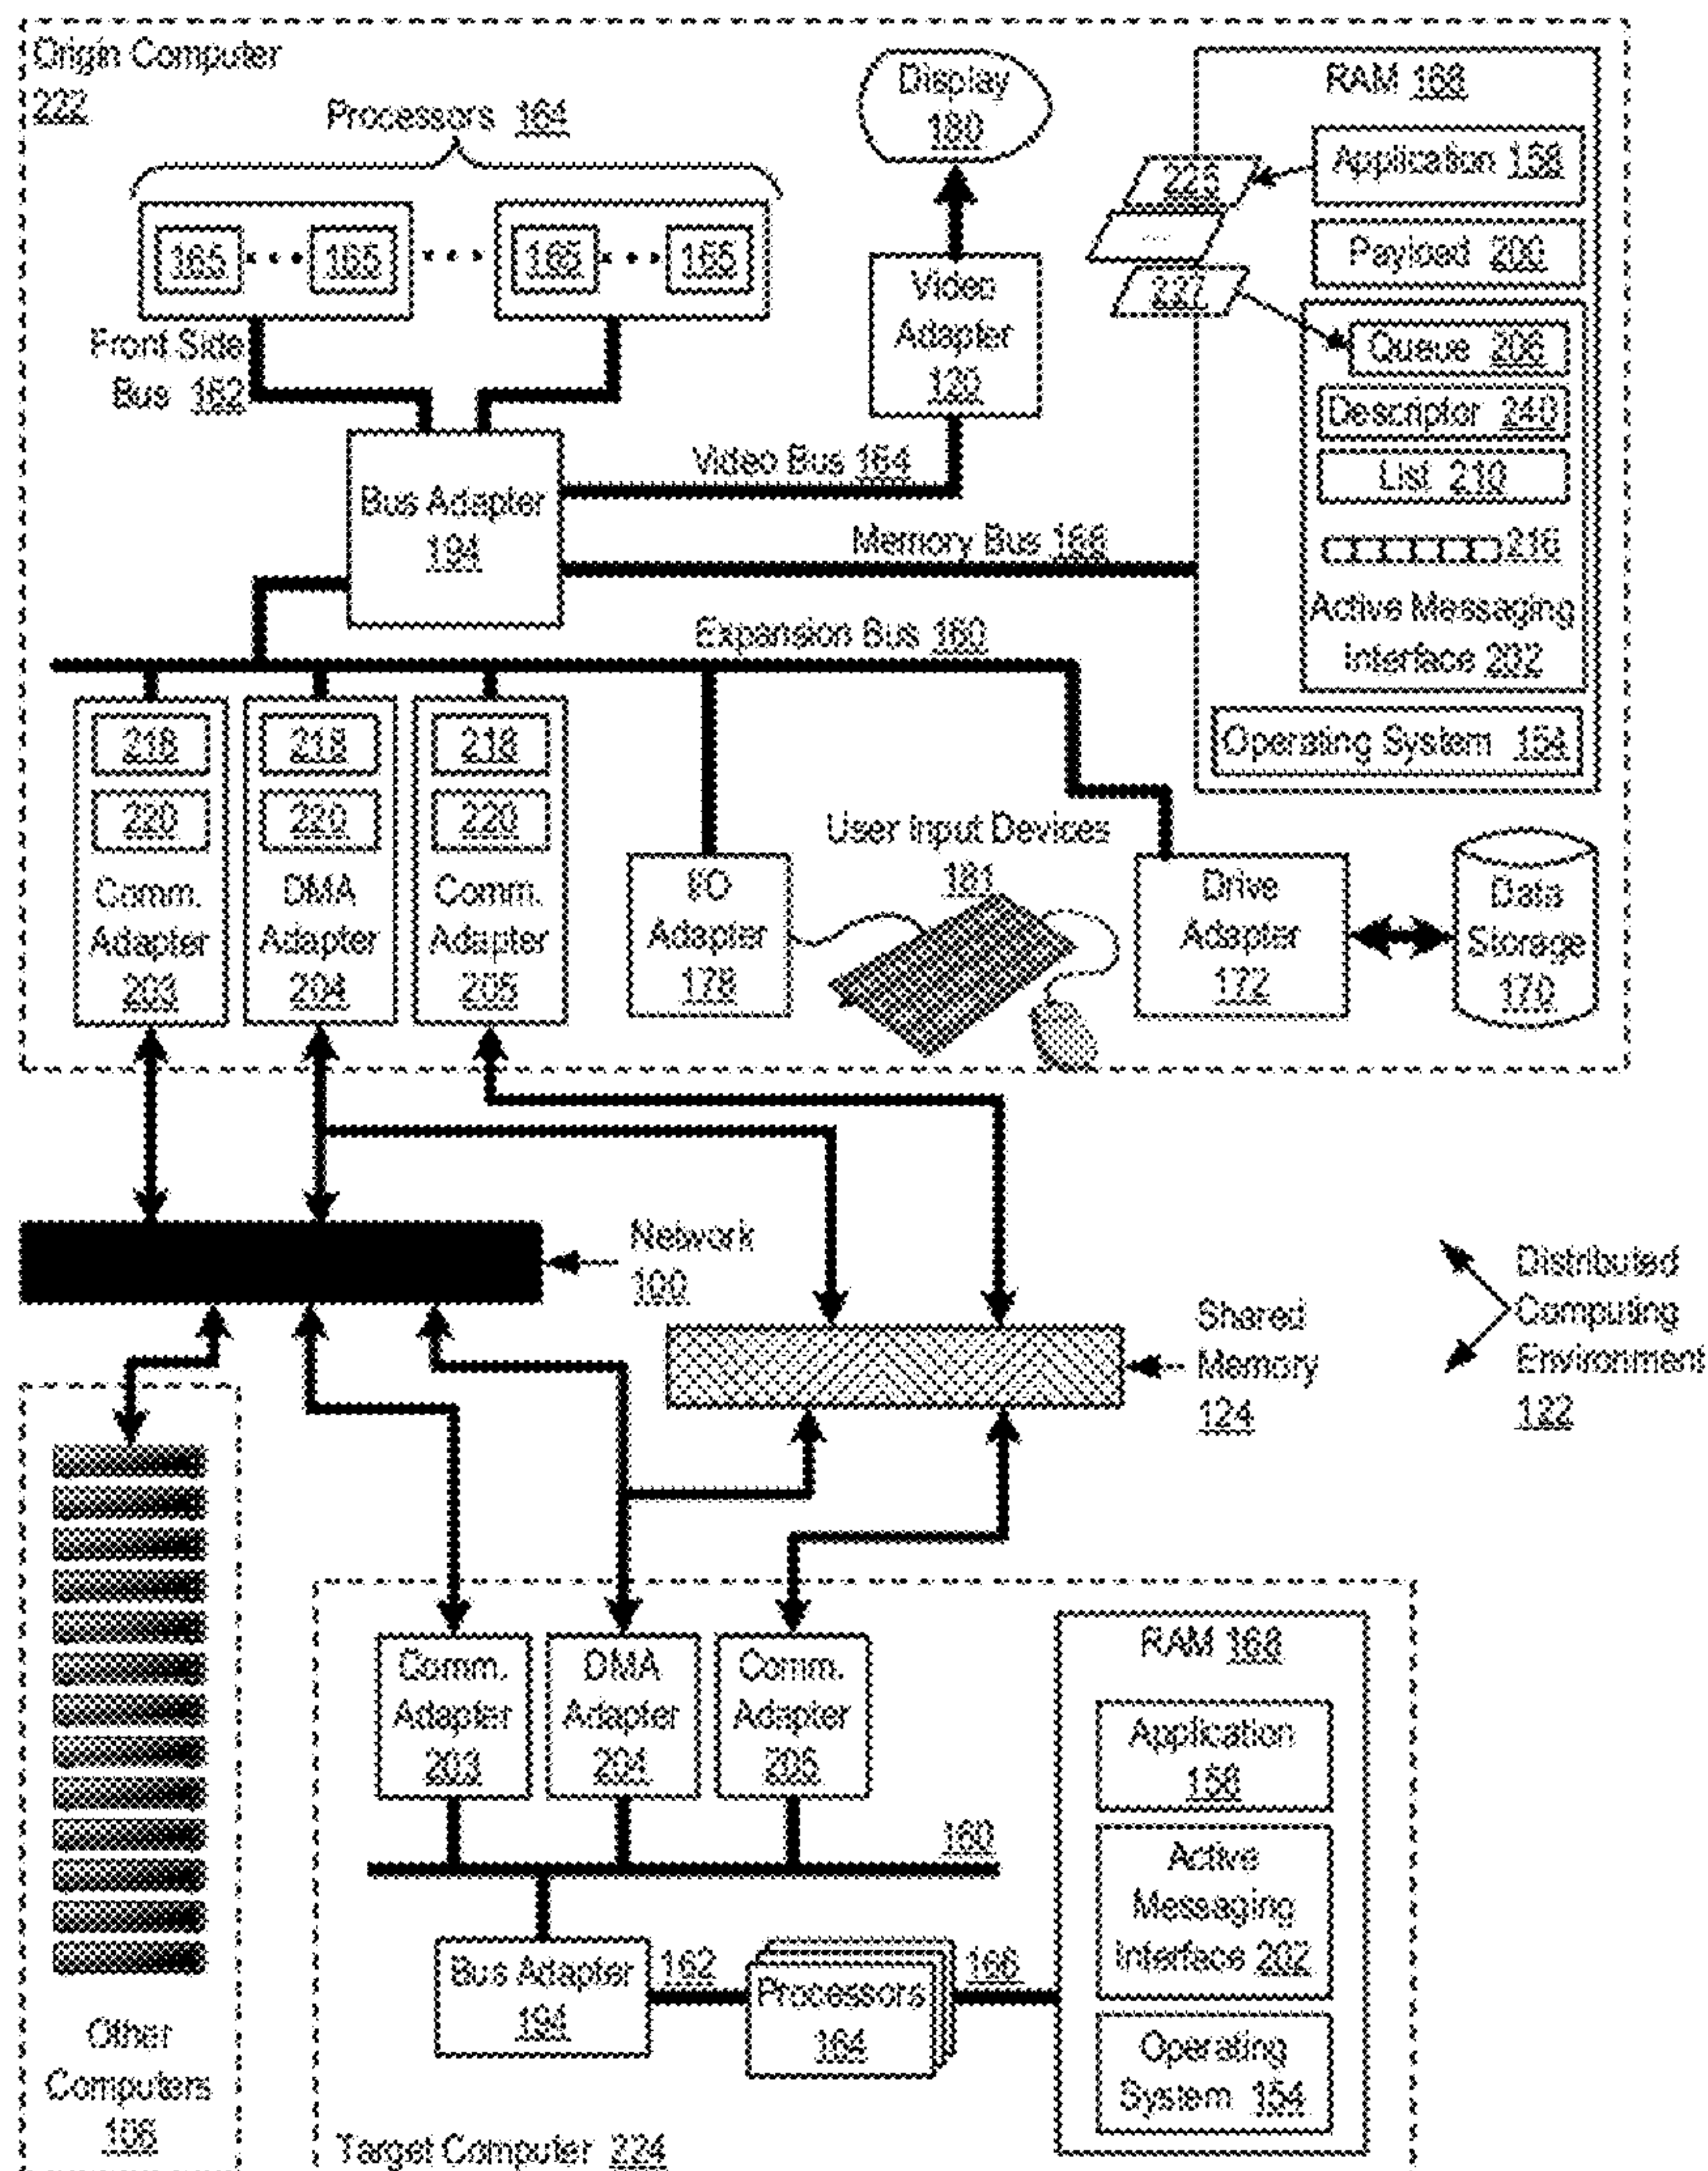 Origin Computer
222
Processors 164
165 ... 165 ... 165 ... 165
Front Side
Bus 162
Display
180
Video
Adapter
Video Bus 164
Bus Adapter
194
Memory Bus 166
Expansion Bus 160
RAM 168
Application 158
Payload
Queue
Descriptor 240
List 210
216
Active Messaging
Interface 202
Operating System 154
218
220
Comm.
Adapter
203
218
220
DMA
Adapter
204
218
220
Comm.
Adapter
205
I/O
Adapter
178
User Input Devices
181
Drive
Adapter
172
Data
Storage
170
Network
100
Shared
Memory
124
Distributed
Computing
Environment
122
Other
Computers
Comm.
Adapter
203
DMA
Adapter
204
Comm.
Adapter
205
160
Bus Adapter
194
162
Processors
164
166
RAM 168
Application
158
Active
Messaging
Interface 202
Operating
System 154
Target Computer 224